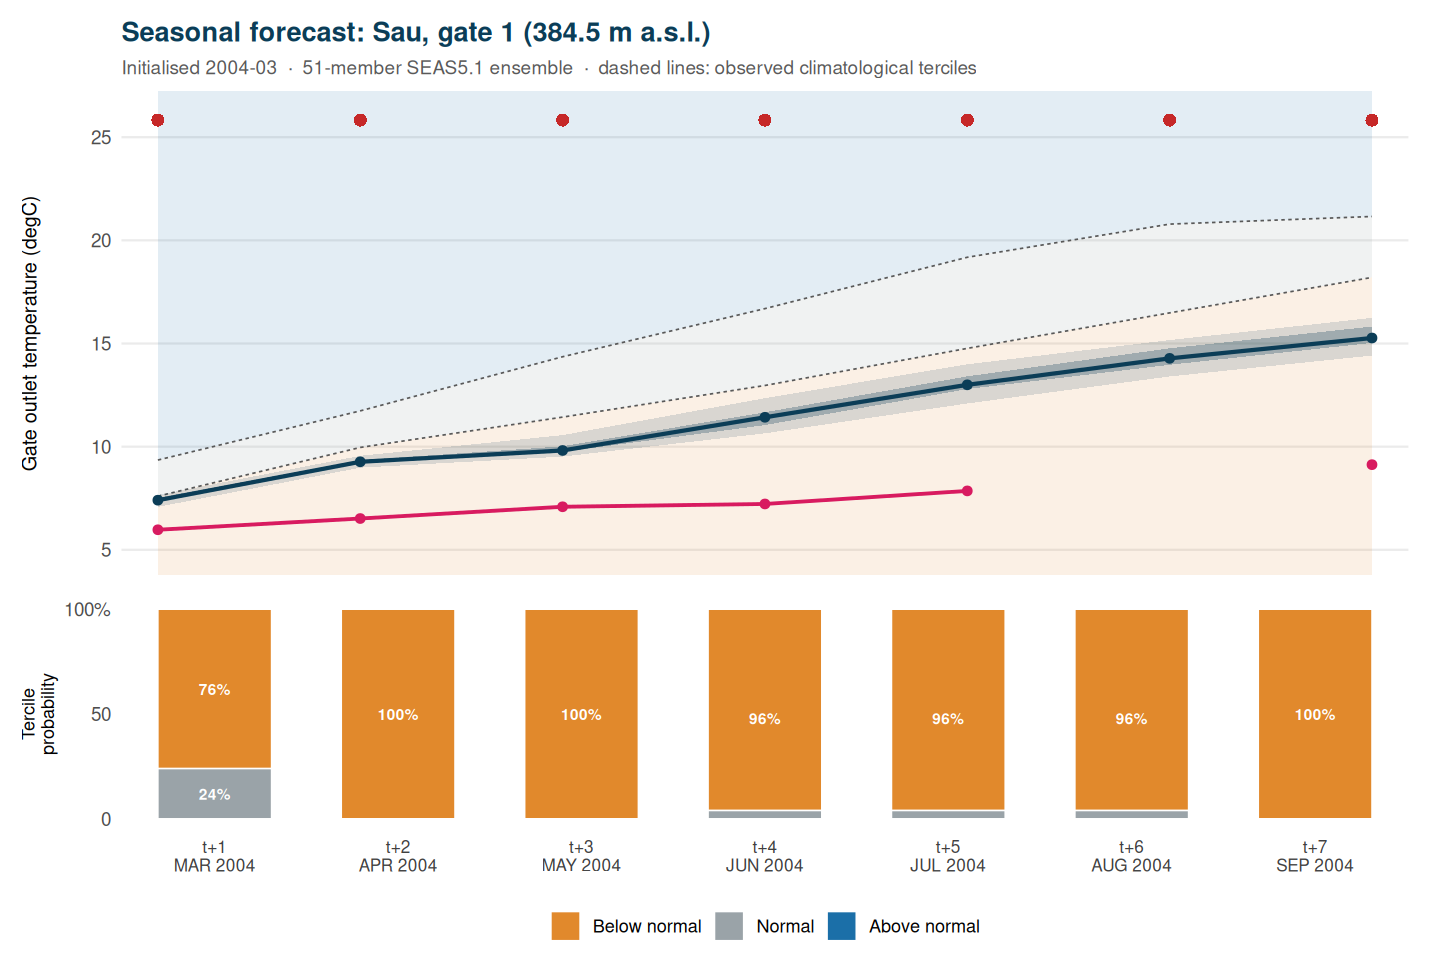 Seasonal forecast: Sau, gate 1 (384.5 m a.s.l.)
Initialised 2004-03 · 51-member SEAS5.1 ensemble · dashed lines: observed climatological terciles
Gate outlet temperature (degC)
25
20
15
10
5
Tercile
probability
100%
50
0
76%
24%
100%
100%
96%
96%
96%
100%
t+1
MAR 2004
t+2
APR 2004
t+3
MAY 2004
t+4
JUN 2004
t+5
JUL 2004
t+6
AUG 2004
t+7
SEP 2004
Below normal
Normal
Above normal